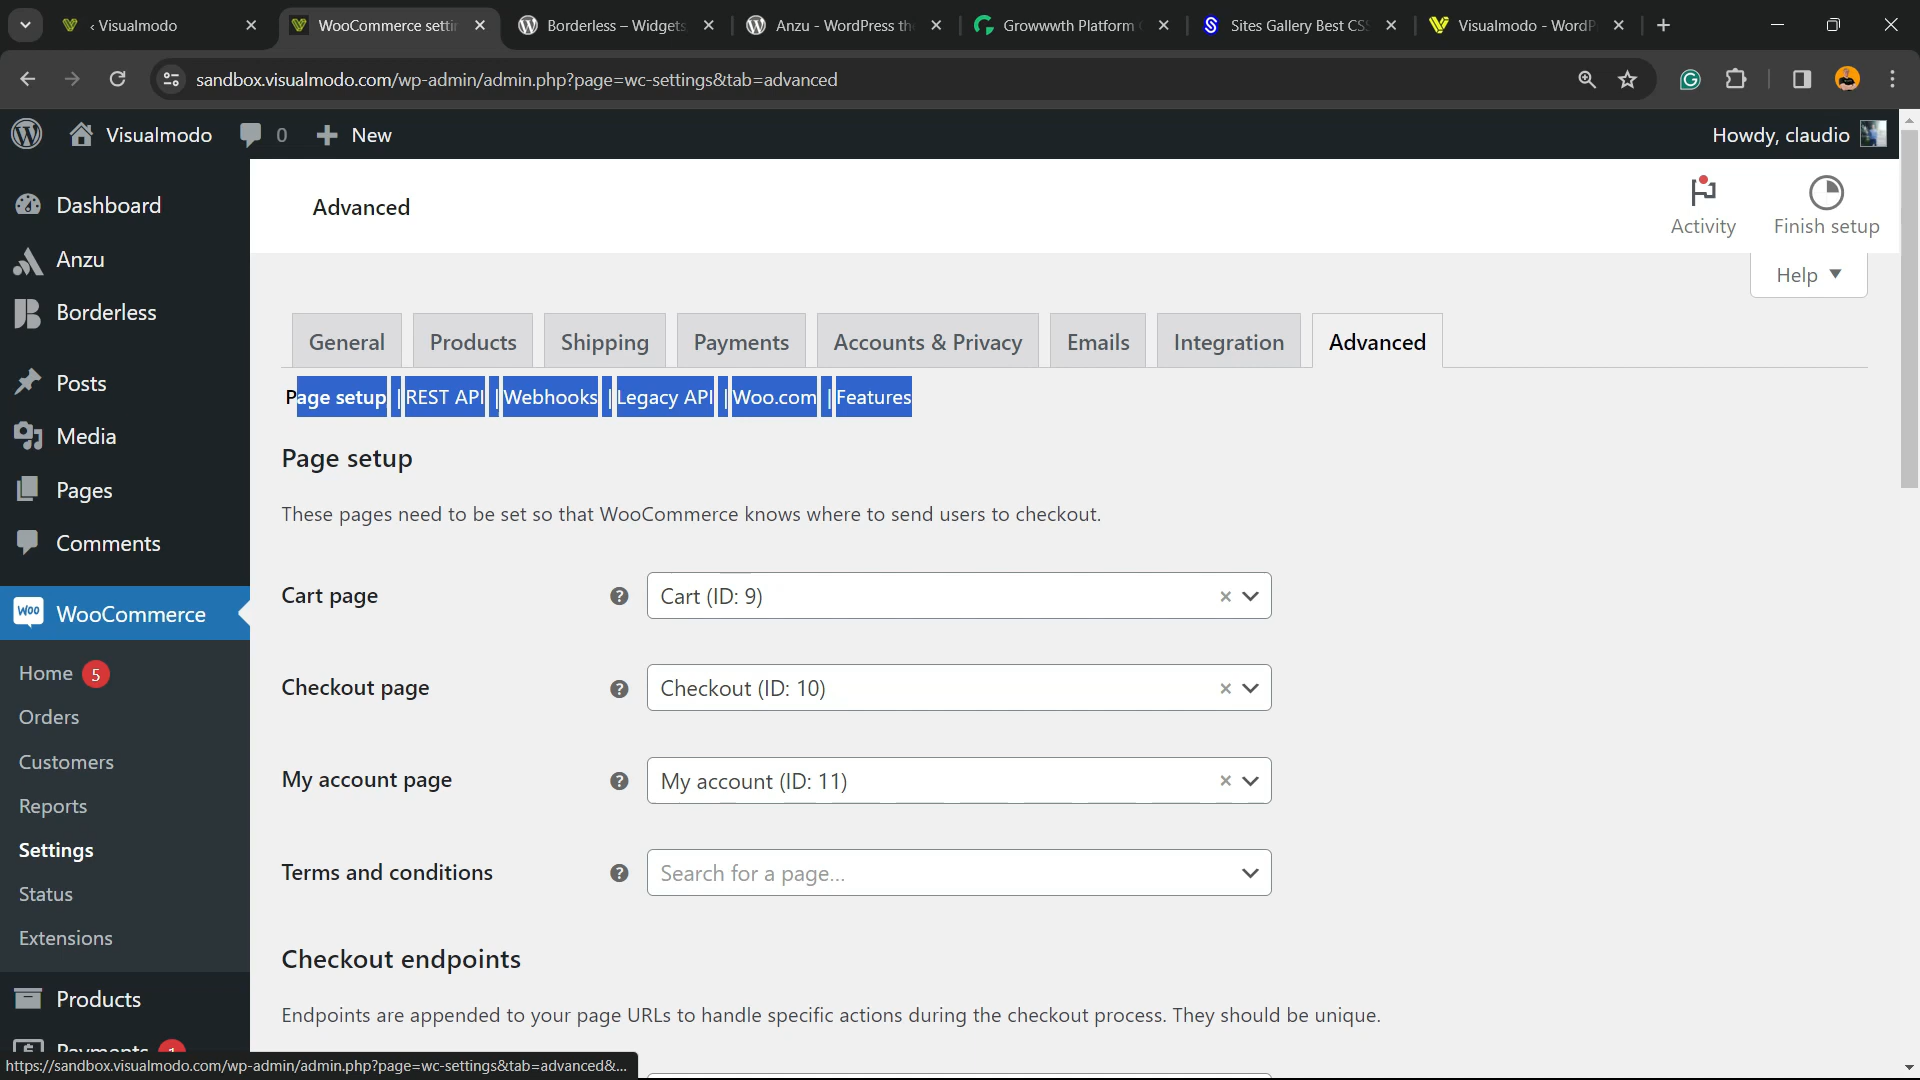 ‹ Visualmodo
WooCommerce setti
Borderless – Widgets
Anzu - WordPress th
Growwwth Platform
Sites Gallery Best CS
Visualmodo - WordP
sandbox.visualmodo.com/wp-admin/admin.php?page=wc-settings&tab=advanced
Visualmodo
0
New
Howdy, claudio
Dashboard
Anzu
Borderless
Posts
Media
Pages
Comments
WOO
WooCommerce
Home 5
Orders
Customers
Reports
Settings
Status
Extensions
Products
Payments 1
Advanced
Activity
Finish setup
Help
General
Products
Shipping
Payments
Accounts & Privacy
Emails
Integration
Advanced
Page setup | REST API | Webhooks | Legacy API | Woo.com | Features
Page setup
These pages need to be set so that WooCommerce knows where to send users to checkout.
Cart page
Cart (ID: 9)
Checkout page
Checkout (ID: 10)
My account page
My account (ID: 11)
Terms and conditions
Search for a page...
Checkout endpoints
Endpoints are appended to your page URLs to handle specific actions during the checkout process. They should be unique.
https://sandbox.visualmodo.com/wp-admin/admin.php?page=wc-settings&tab=advanced&...